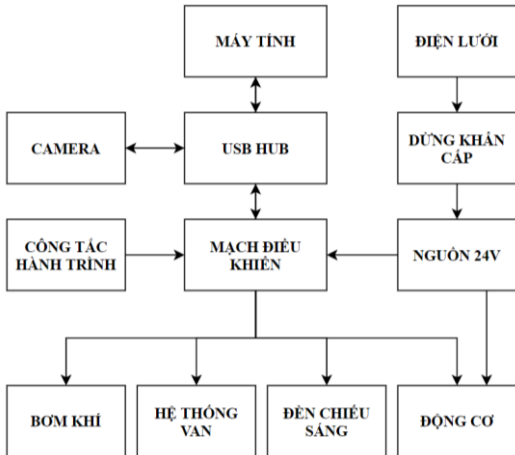 MÁY TÍNH
ĐIỆN LƯỚI
CAMERA
USB HUB
DỪNG KHẨN
CẤP
CÔNG TẮC
HÀNH TRÌNH
MẠCH ĐIỀU
KHIỂN
NGUỒN 24V
BƠM KHÍ
HỆ THỐNG
VAN
ĐÈN CHIẾU
SÁNG
ĐỘNG CƠ